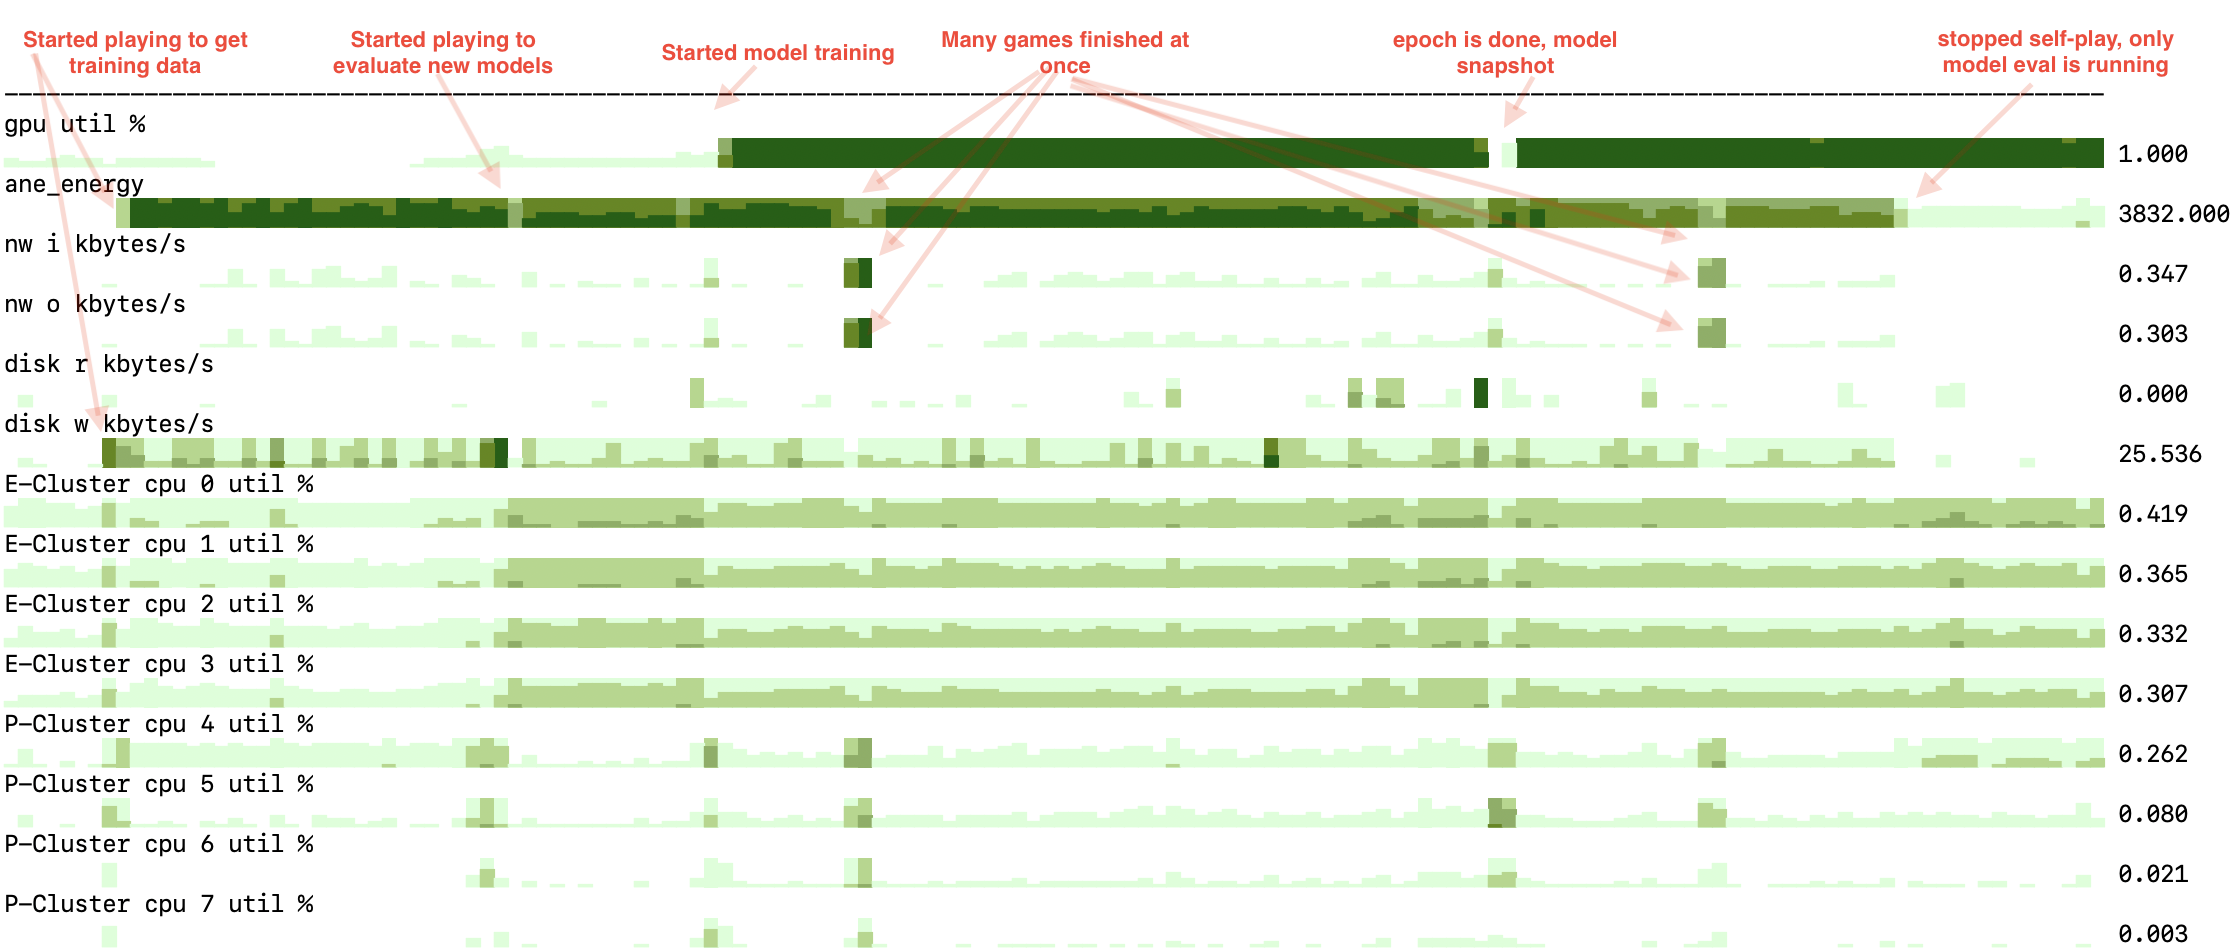 Started playing to get
training data
Started playing to
evaluate new models
Started model training
Many games finished at
once
epoch is done, model
snapshot
stopped self-play, only
model eval is running
gpu util %
1.000
ane_energy
3832.000
nw i kbytes/s
0.347
nw o kbytes/s
0.303
disk r kbytes/s
0.000
disk w kbytes/s
25.536
E-Cluster cpu 0 util %
0.419
E-Cluster cpu 1 util %
0.365
E-Cluster cpu 2 util %
0.332
E-Cluster cpu 3 util %
0.307
P-Cluster cpu 4 util %
0.262
P-Cluster cpu 5 util %
0.080
P-Cluster cpu 6 util %
0.021
P-Cluster cpu 7 util %
0.003